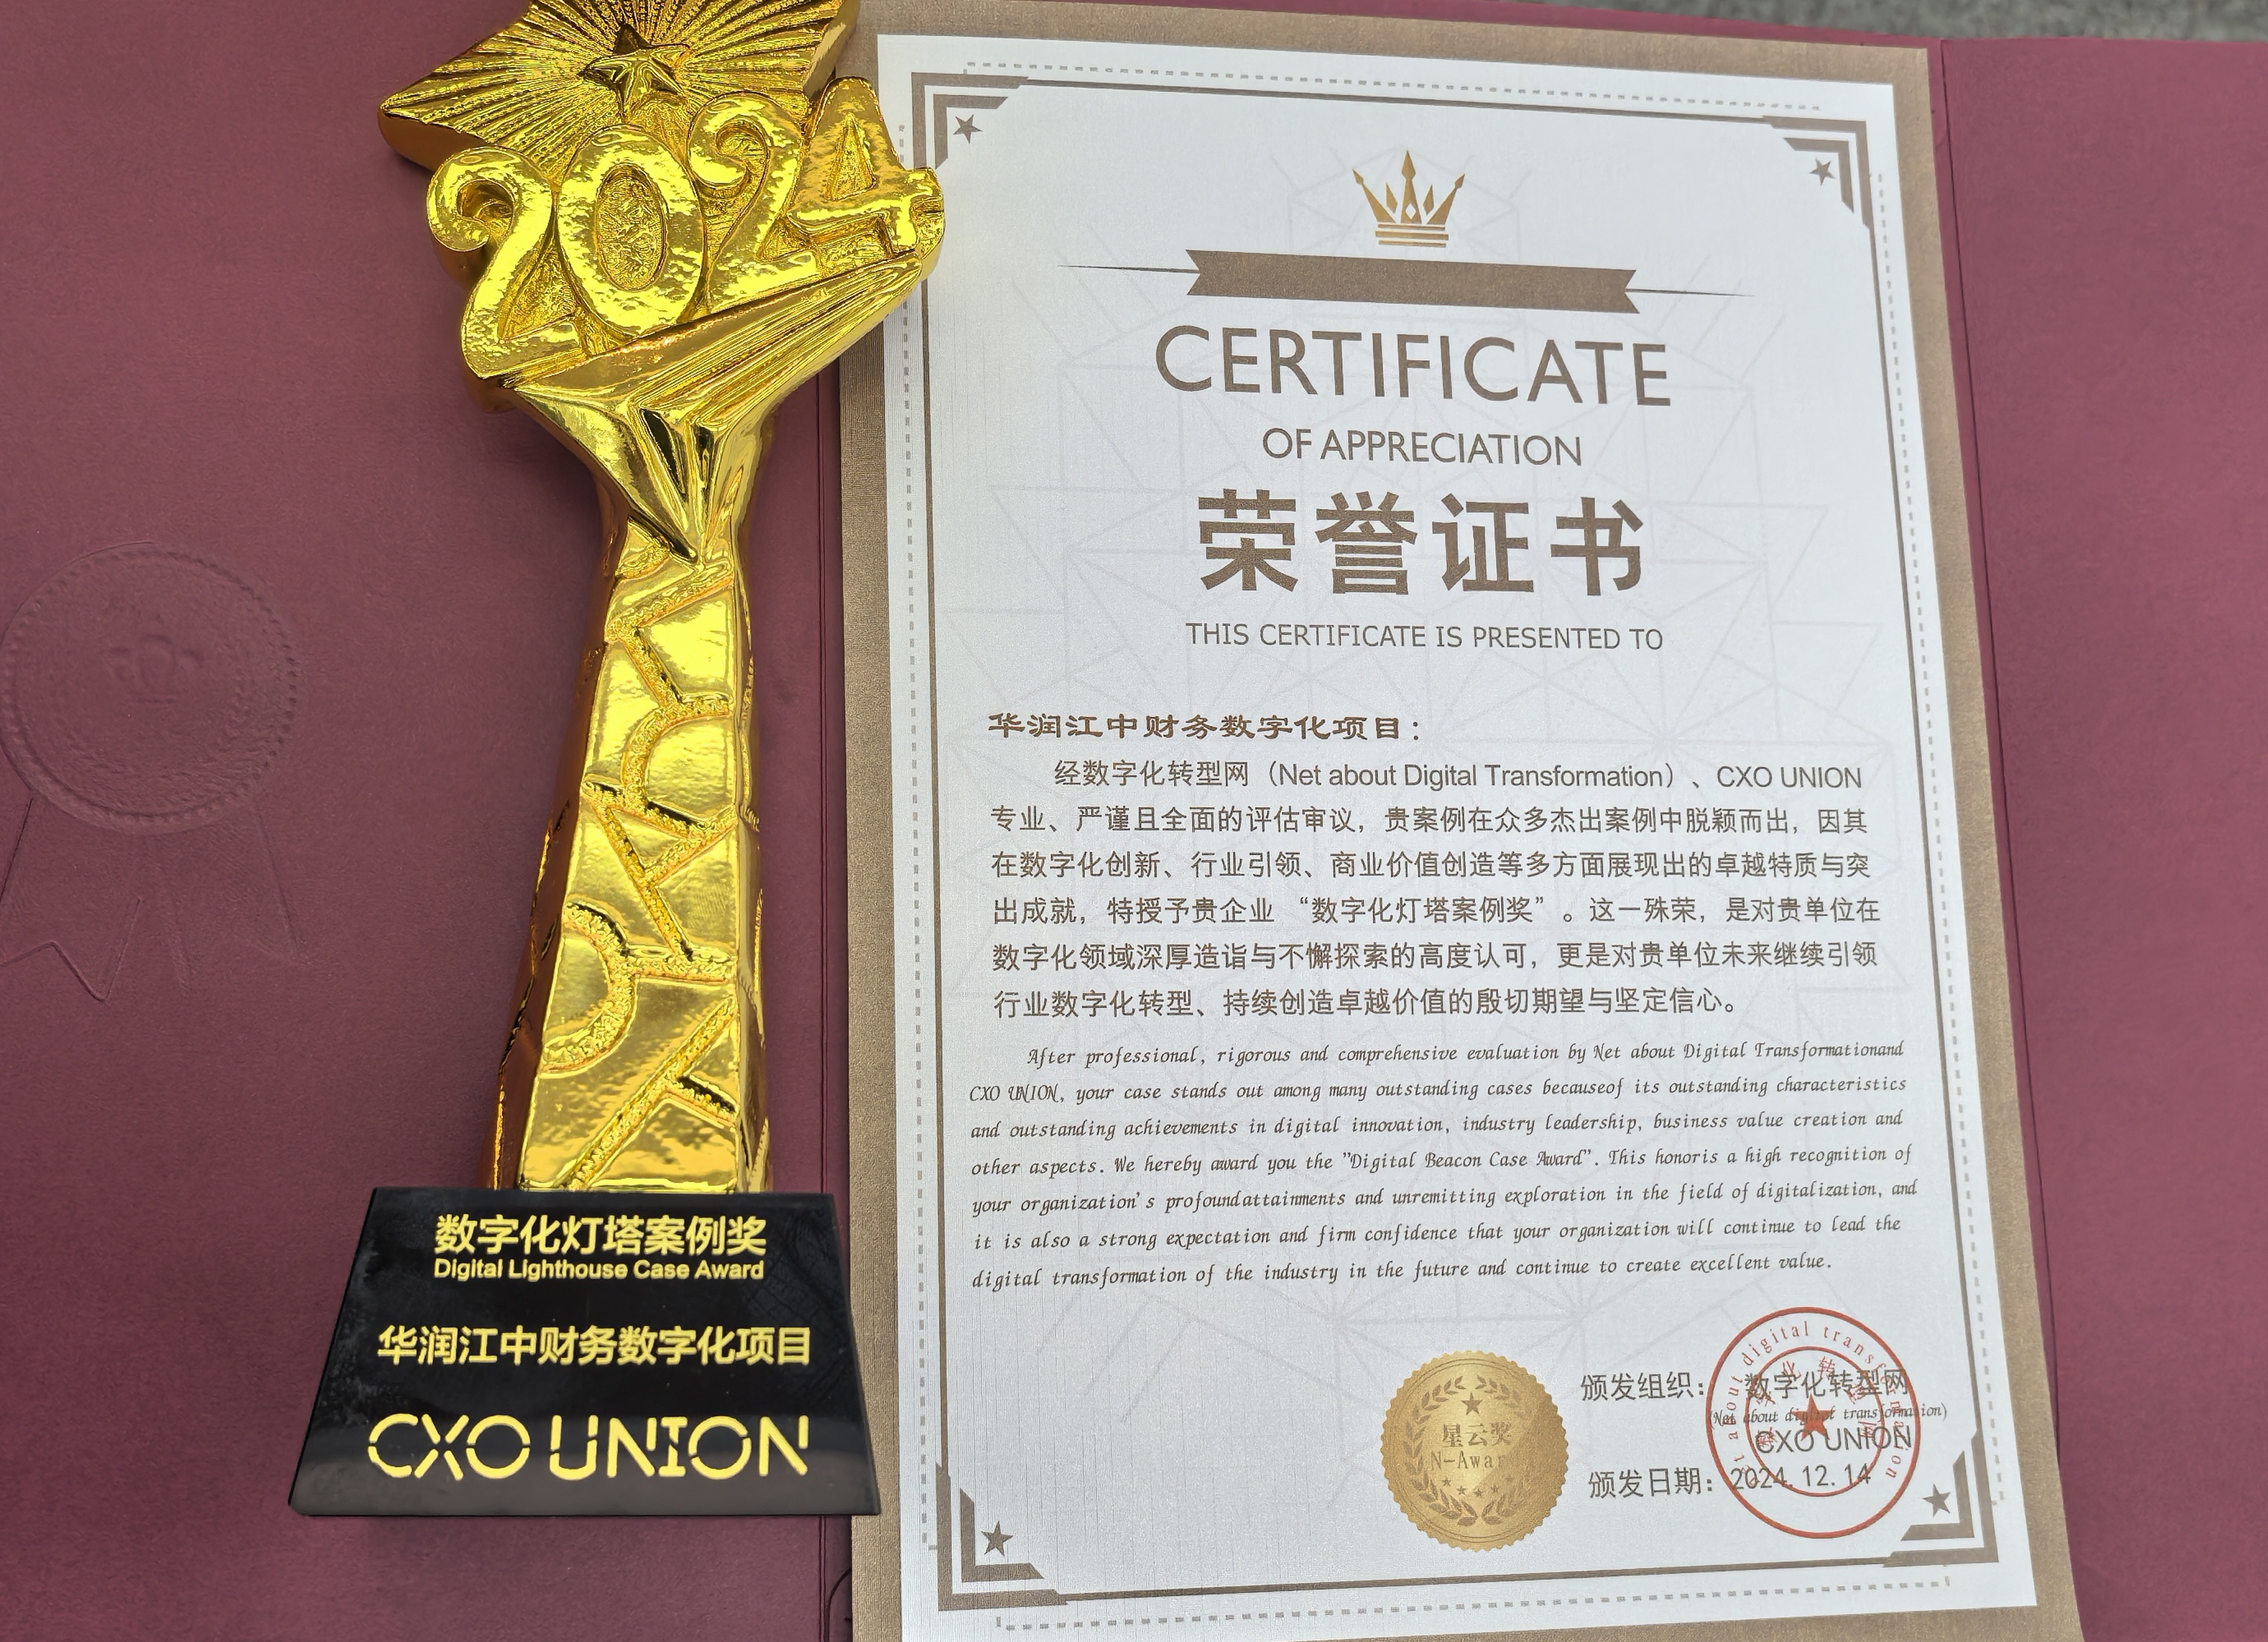 2024
数字化灯塔案例奖
Digital Lighthouse Case Award
华润江中财务数字化项目
CXO UNION
CERTIFICATE
OF APPRECIATION
荣誉证书
THIS CERTIFICATE IS PRESENTED TO
华润江中财务数字化项目：
经数字化转型网（Net about Digital Transformation）、CXO UNION
专业、严谨且全面的评估审议，贵案例在众多杰出案例中脱颖而出，因其
在数字化创新、行业引领、商业价值创造等多方面展现出的卓越特质与突
出成就，特授予贵企业 “数字化灯塔案例奖” 。这一殊荣，是对贵单位在
数字化领域深厚造诣与不懈探索的高度认可，更是对贵单位未来继续引领
行业数字化转型、持续创造卓越价值的殷切期望与坚定信心。
After professional, rigorous and comprehensive evaluation by Net about Digital Transformationand
CXO UNION, your case stands out among many outstanding cases becauseof its outstanding characteristics
and outstanding achievements in digital innovation, industry leadership, business value creation and
other aspects. We hereby award you the "Digital Beacon Case Award". This honoris a high recognition of
your organization's profoundattainments and unremitting exploration in the field of digitalization, and
it is also a strong expectation and firm confidence that your organization will continue to lead the
digital transformation of the industry in the future and continue to create excellent value.
星云奖
N-Award
颁发组织：数字化转型网
(Net about digital transformation)
CXO UNION
颁发日期：2024.12.14